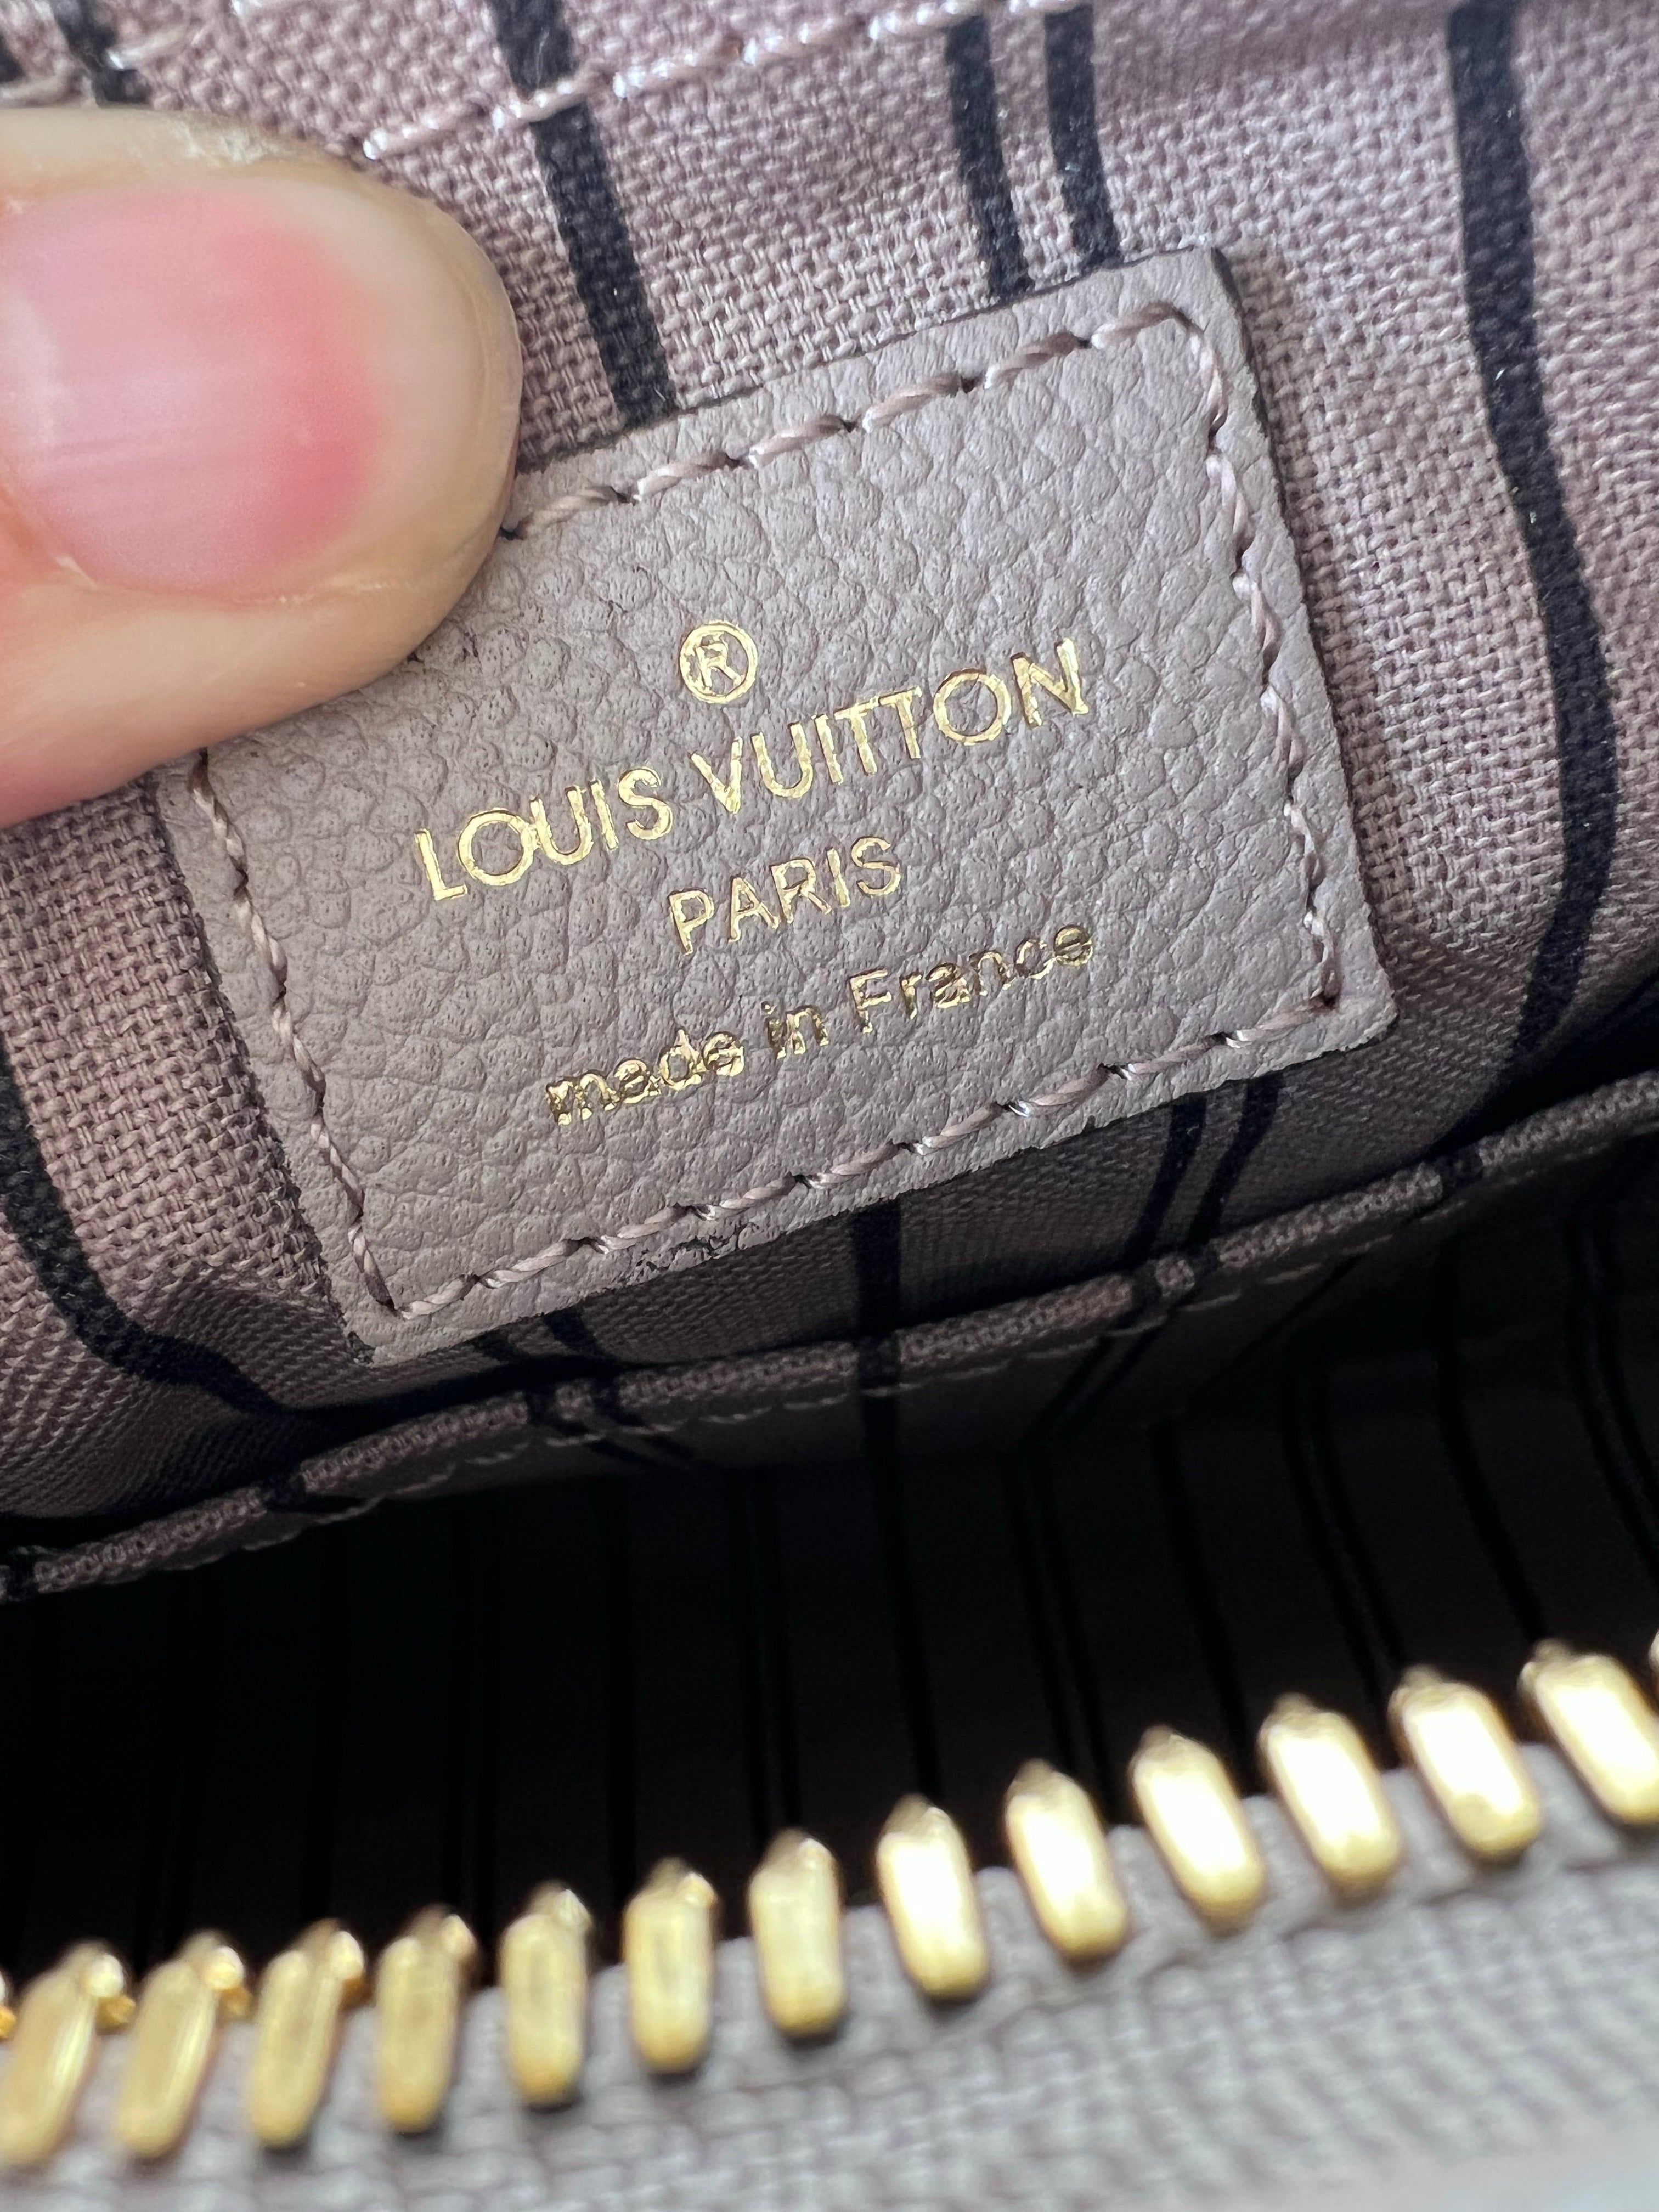 ®
LOUIS VUITTON
PARIS
made in France